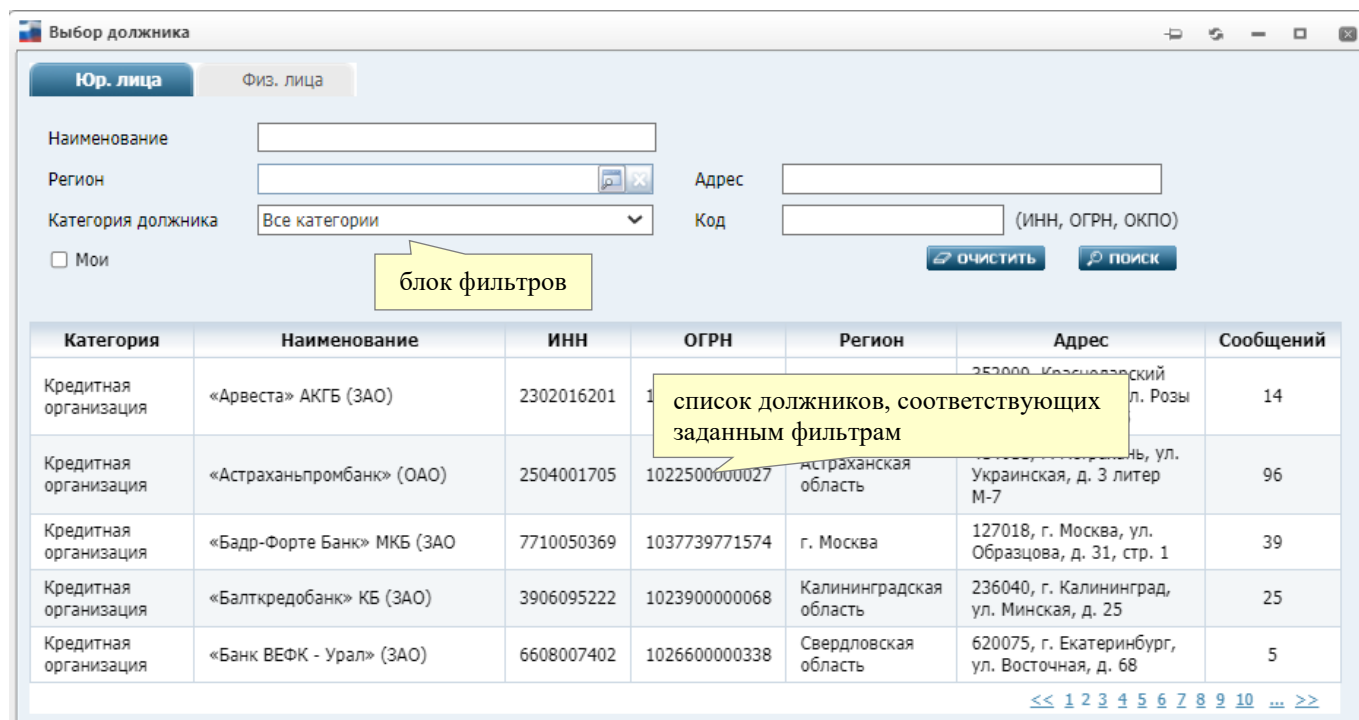 Выбор должника
Юр. лица
Физ. лица
Наименование
Регион
Адрес
Категория должника
Все категории
Код
(ИНН, ОГРН, ОКПО)
Мои
ОЧИСТИТЬ
ПОИСК
блок фильтров
Категория Наименование ИНН ОГРН Регион Адрес Сообщений
Кредитная
организация
«Арвеста» АКГБ (ЗАО)
2302016201
Розы
14
список должников, соответствующих
заданным фильтрам
Кредитная
организация
«Астраханьпромбанк» (ОАО)
2504001705
1022500000027
Астраханская
область
ул.
Украинская, д. 3 литер
М-7
96
Кредитная
организация
«Бадр-Форте Банк» МКБ (ЗАО
7710050369
1037739771574
г. Москва
127018, г. Москва, ул.
Образцова, д. 31, стр. 1
39
Кредитная
организация
«Балткредобанк» КБ (ЗАО)
3906095222
1023900000068
Калининградская
область
236040, г. Калининград,
ул. Минская, д. 25
25
Кредитная
организация
«Банк ВЕФК - Урал» (ЗАО)
6608007402
1026600000338
Свердловская
область
620075, г. Екатеринбург,
ул. Восточная, д. 68
5
<< 1 2 3 4 5 6 7 8 9 10 ... >>